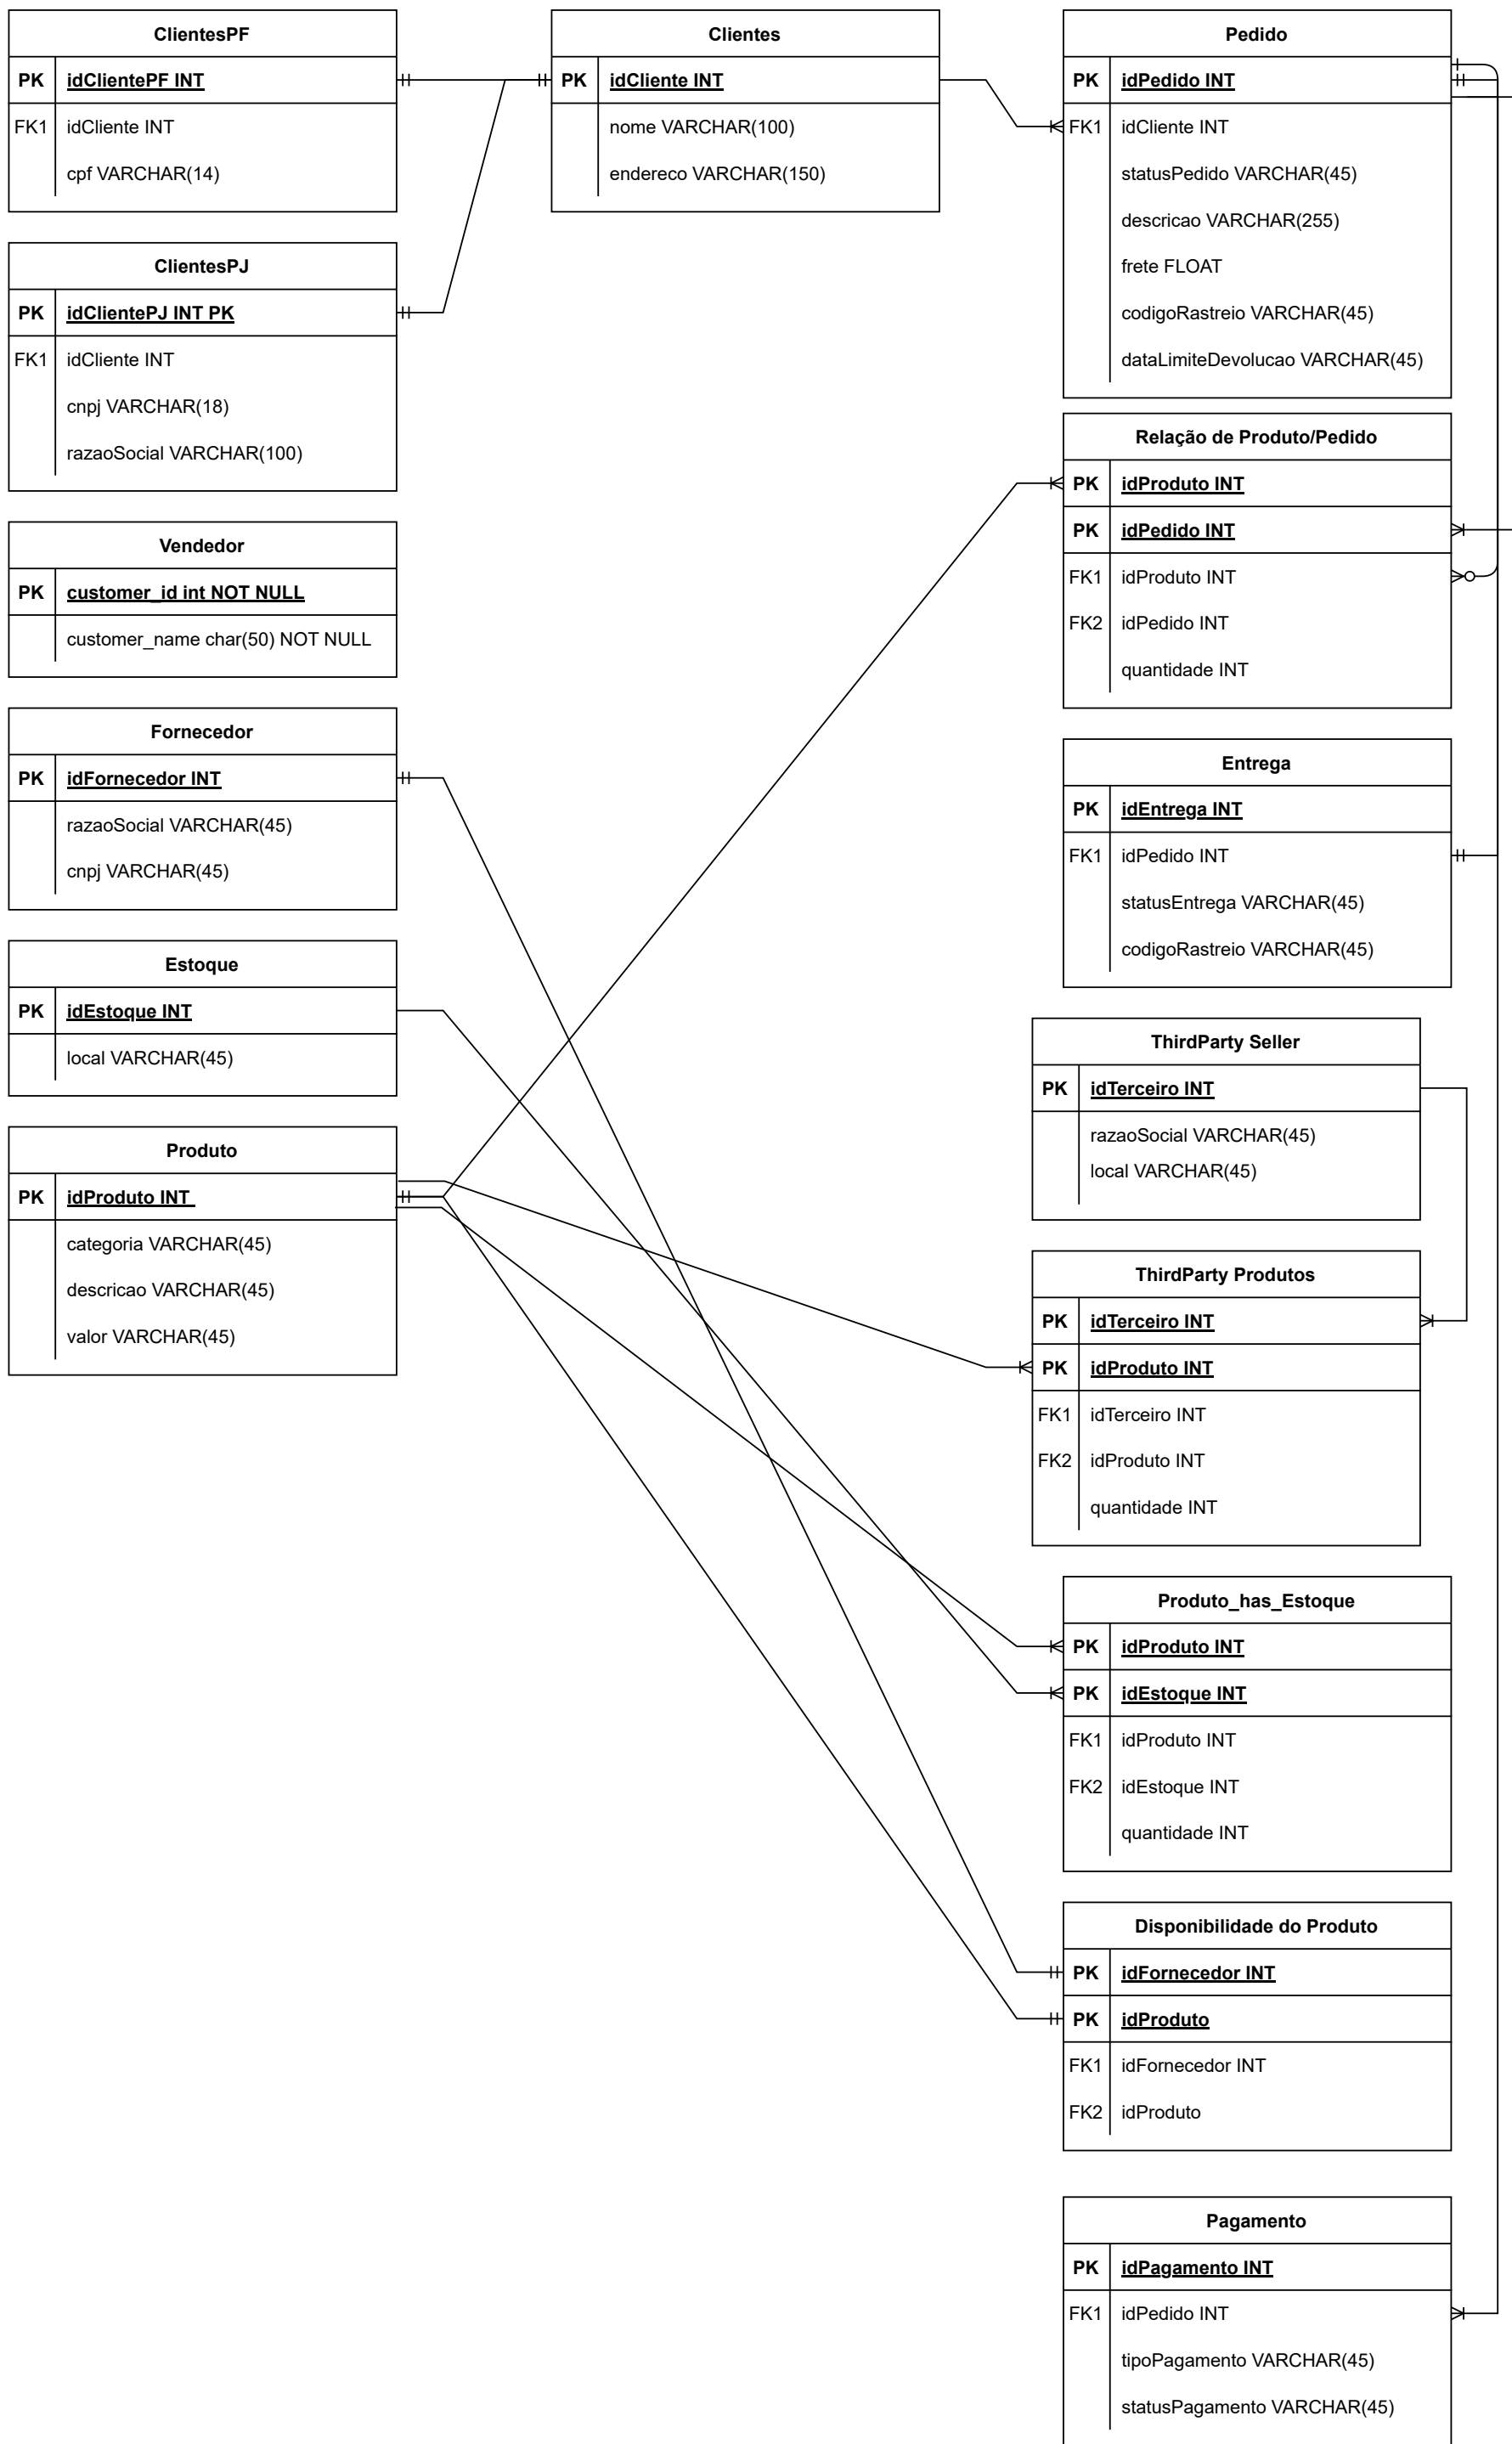 ClientesPF
PK idClientePF INT
FK1 idCliente INT
cpf VARCHAR(14)
ClientesPJ
PK idClientePJ INT PK
FK1 idCliente INT
cnpj VARCHAR(18)
razaoSocial VARCHAR(100)
Vendedor
PK customer_id int NOT NULL
customer_name char(50) NOT NULL
Fornecedor
PK idFornecedor INT
razaoSocial VARCHAR(45)
cnpj VARCHAR(45)
Estoque
PK idEstoque INT
local VARCHAR(45)
Produto
PK idProduto INT
categoria VARCHAR(45)
descricao VARCHAR(45)
valor VARCHAR(45)
Clientes
PK idCliente INT
nome VARCHAR(100)
endereco VARCHAR(150)
Pedido
PK idPedido INT
FK1 idCliente INT
statusPedido VARCHAR(45)
descricao VARCHAR(255)
frete FLOAT
codigoRastreio VARCHAR(45)
dataLimiteDevolucao VARCHAR(45)
Relação de Produto/Pedido
PK idProduto INT
PK idPedido INT
FK1 idProduto INT
FK2 idPedido INT
quantidade INT
Entrega
PK idEntrega INT
FK1 idPedido INT
statusEntrega VARCHAR(45)
codigoRastreio VARCHAR(45)
ThirdParty Seller
PK idTerceiro INT
razaoSocial VARCHAR(45)
local VARCHAR(45)
ThirdParty Produtos
PK idTerceiro INT
PK idProduto INT
FK1 idTerceiro INT
FK2 idProduto INT
quantidade INT
Produto_has_Estoque
PK idProduto INT
PK idEstoque INT
FK1 idProduto INT
FK2 idEstoque INT
quantidade INT
Disponibilidade do Produto
PK idFornecedor INT
PK idProduto
FK1 idFornecedor INT
FK2 idProduto
Pagamento
PK idPagamento INT
FK1 idPedido INT
tipoPagamento VARCHAR(45)
statusPagamento VARCHAR(45)